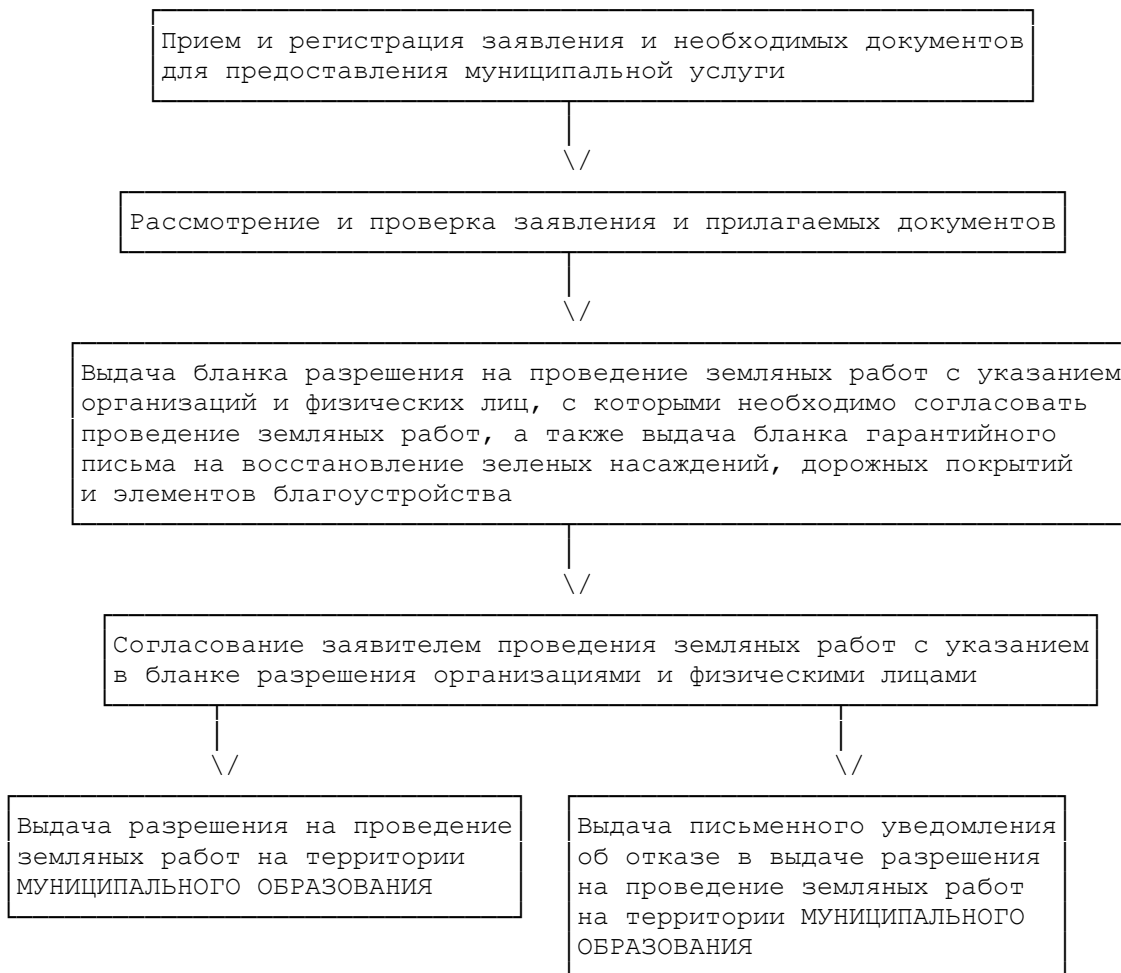 Прием и регистрация заявления и необходимых документов
для предоставления муниципальной услуги
Рассмотрение и проверка заявления и прилагаемых документов
Выдача бланка разрешения на проведение земляных работ с указанием
организаций и физических лиц, с которыми необходимо согласовать
проведение земляных работ, а также выдача бланка гарантийного
письма на восстановление зеленых насаждений, дорожных покрытий
и элементов благоустройства
Согласование заявителем проведения земляных работ с указанием
в бланке разрешения организациями и физическими лицами
Выдача разрешения на проведение
земляных работ на территории
МУНИЦИПАЛЬНОГО ОБРАЗОВАНИЯ
Выдача письменного уведомления
об отказе в выдаче разрешения
на проведение земляных работ
на территории МУНИЦИПАЛЬНОГО
ОБРАЗОВАНИЯ